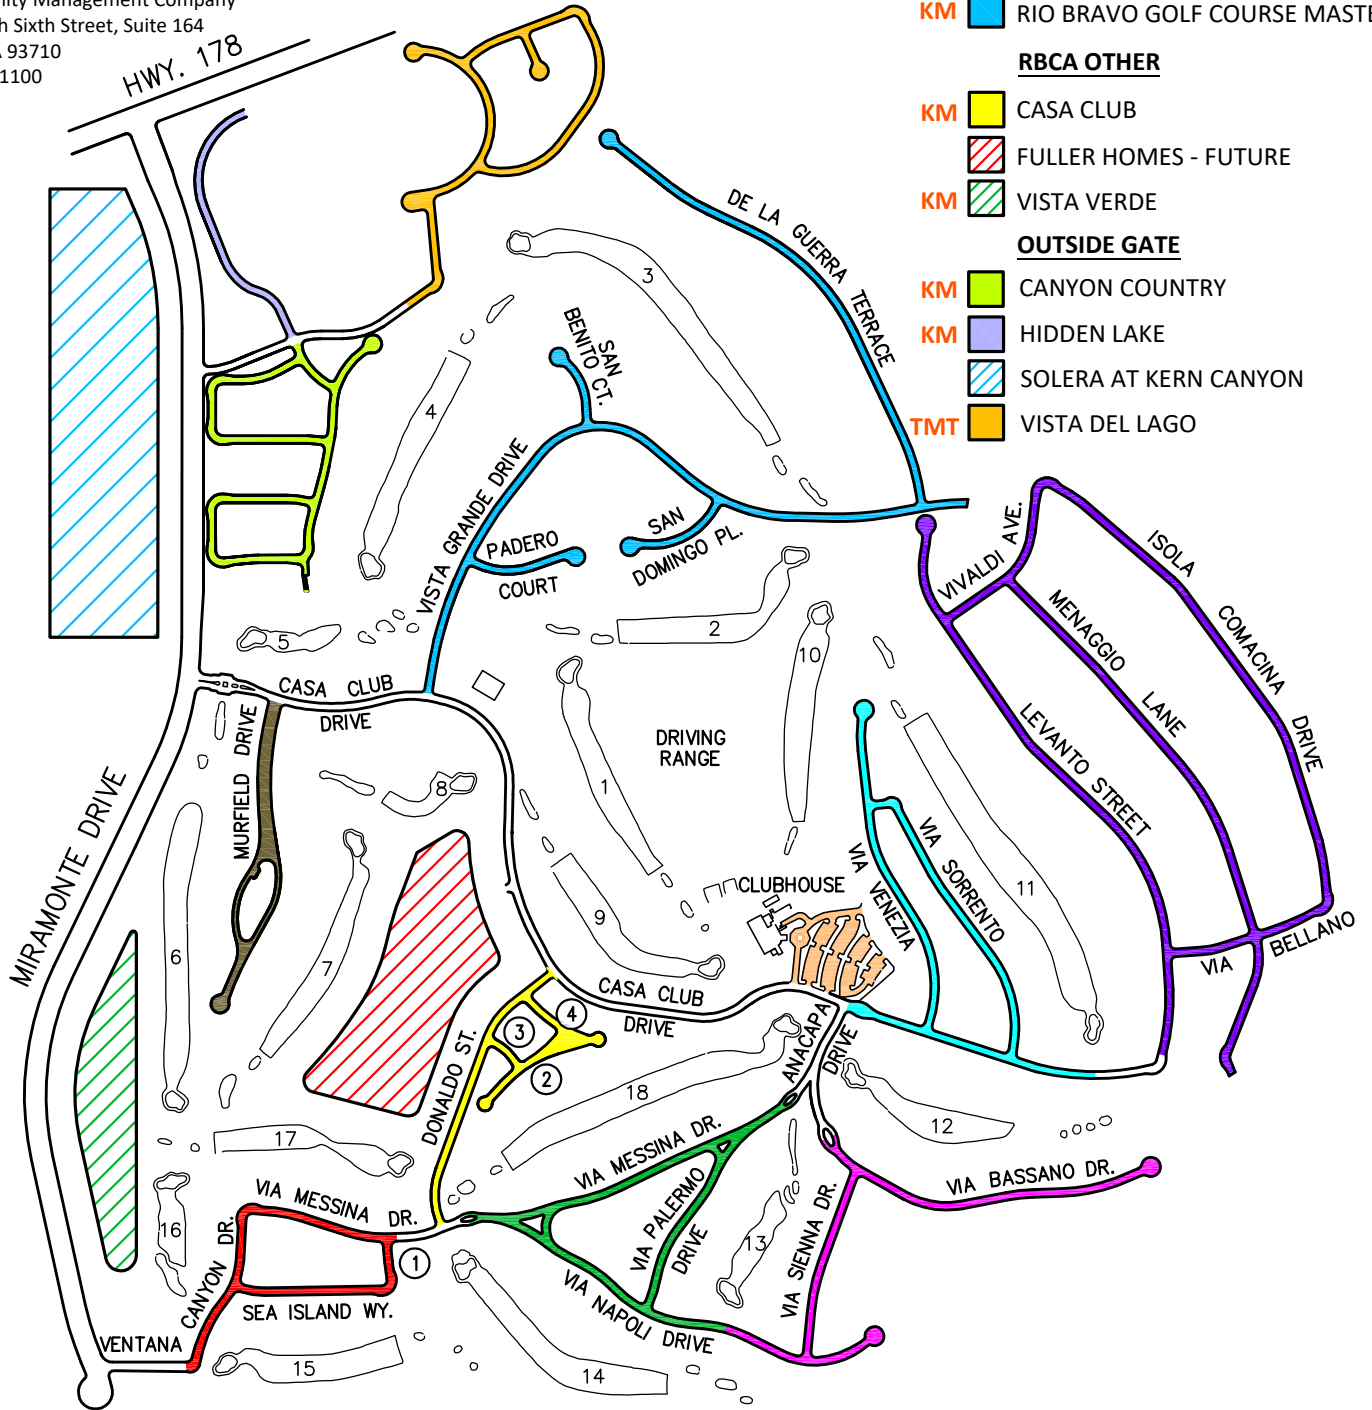 Management Company
Sixth Street, Suite 164
93710
1100
KM RIO BRAVO GOLF COURSE
RBCA OTHER
KM CASA CLUB
FULLER HOMES - FUTURE
KM VISTA VERDE
OUTSIDE GATE
KM CANYON COUNTRY
KM HIDDEN LAKE
SOLERA AT KERN CANYON
TMT VISTA DEL LAGO
HWY. 178
DE LA GUERRA TERRACE
3
SAN
BENITO CT.
4
VISTA GRANDE DRIVE
PADERO
COURT
SAN
DOMINGO PL.
VIVALDI AVE.
ISOLA COMACINA DRIVE
MENAGGIO LANE
LEVANTO STREET
2
10
5
CASA CLUB
DRIVE
DRIVING
RANGE
MURFIELD DRIVE
MIRAMONTE DRIVE
8
1
CLUBHOUSE
VIA VENEZIA
VIA SORRENTO
11
9
6
7
VIA BELLANO
CASA CLUB
DRIVE
ANACAPA
DRIVE
DONALDO ST.
4
3
2
18
12
17
VIA MESSINA DR.
VIA BASSANO DR.
VIA MESSINA DR.
VIA PALERMO
DRIVE
VIA SIENNA DR.
13
16
1
CANYON DR.
SEA ISLAND WY.
VENTANA
VIA NAPOLI DRIVE
15
14